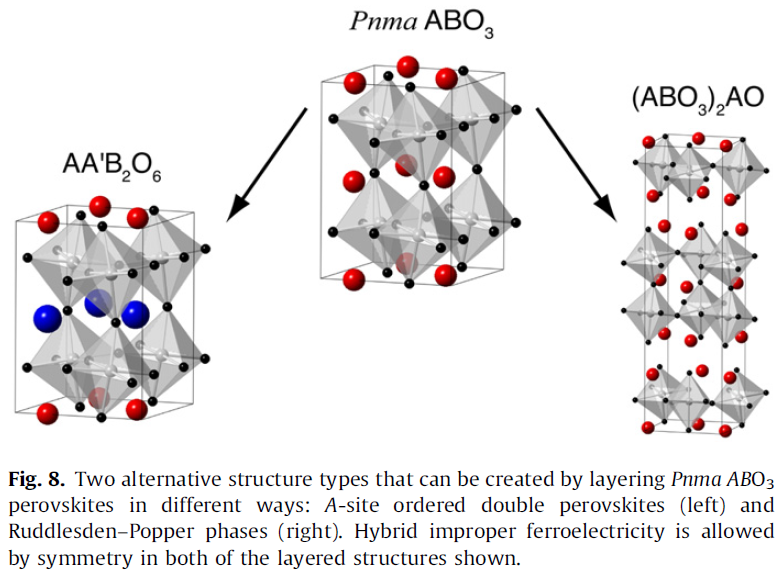 Pnma ABO₃
(ABO₃)₂AO
AA'B₂O₆
Fig. 8. Two alternative structure types that can be created by layering Pnma ABO₃
perovskites in different ways: A-site ordered double perovskites (left) and
Ruddlesden–Popper phases (right). Hybrid improper ferroelectricity is allowed
by symmetry in both of the layered structures shown.